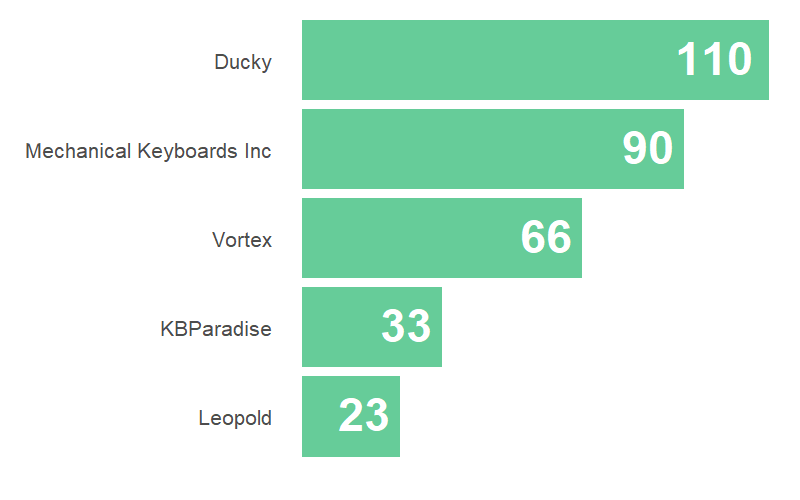 Ducky 110
Mechanical Keyboards Inc 90
Vortex 66
KBParadise 33
Leopold 23